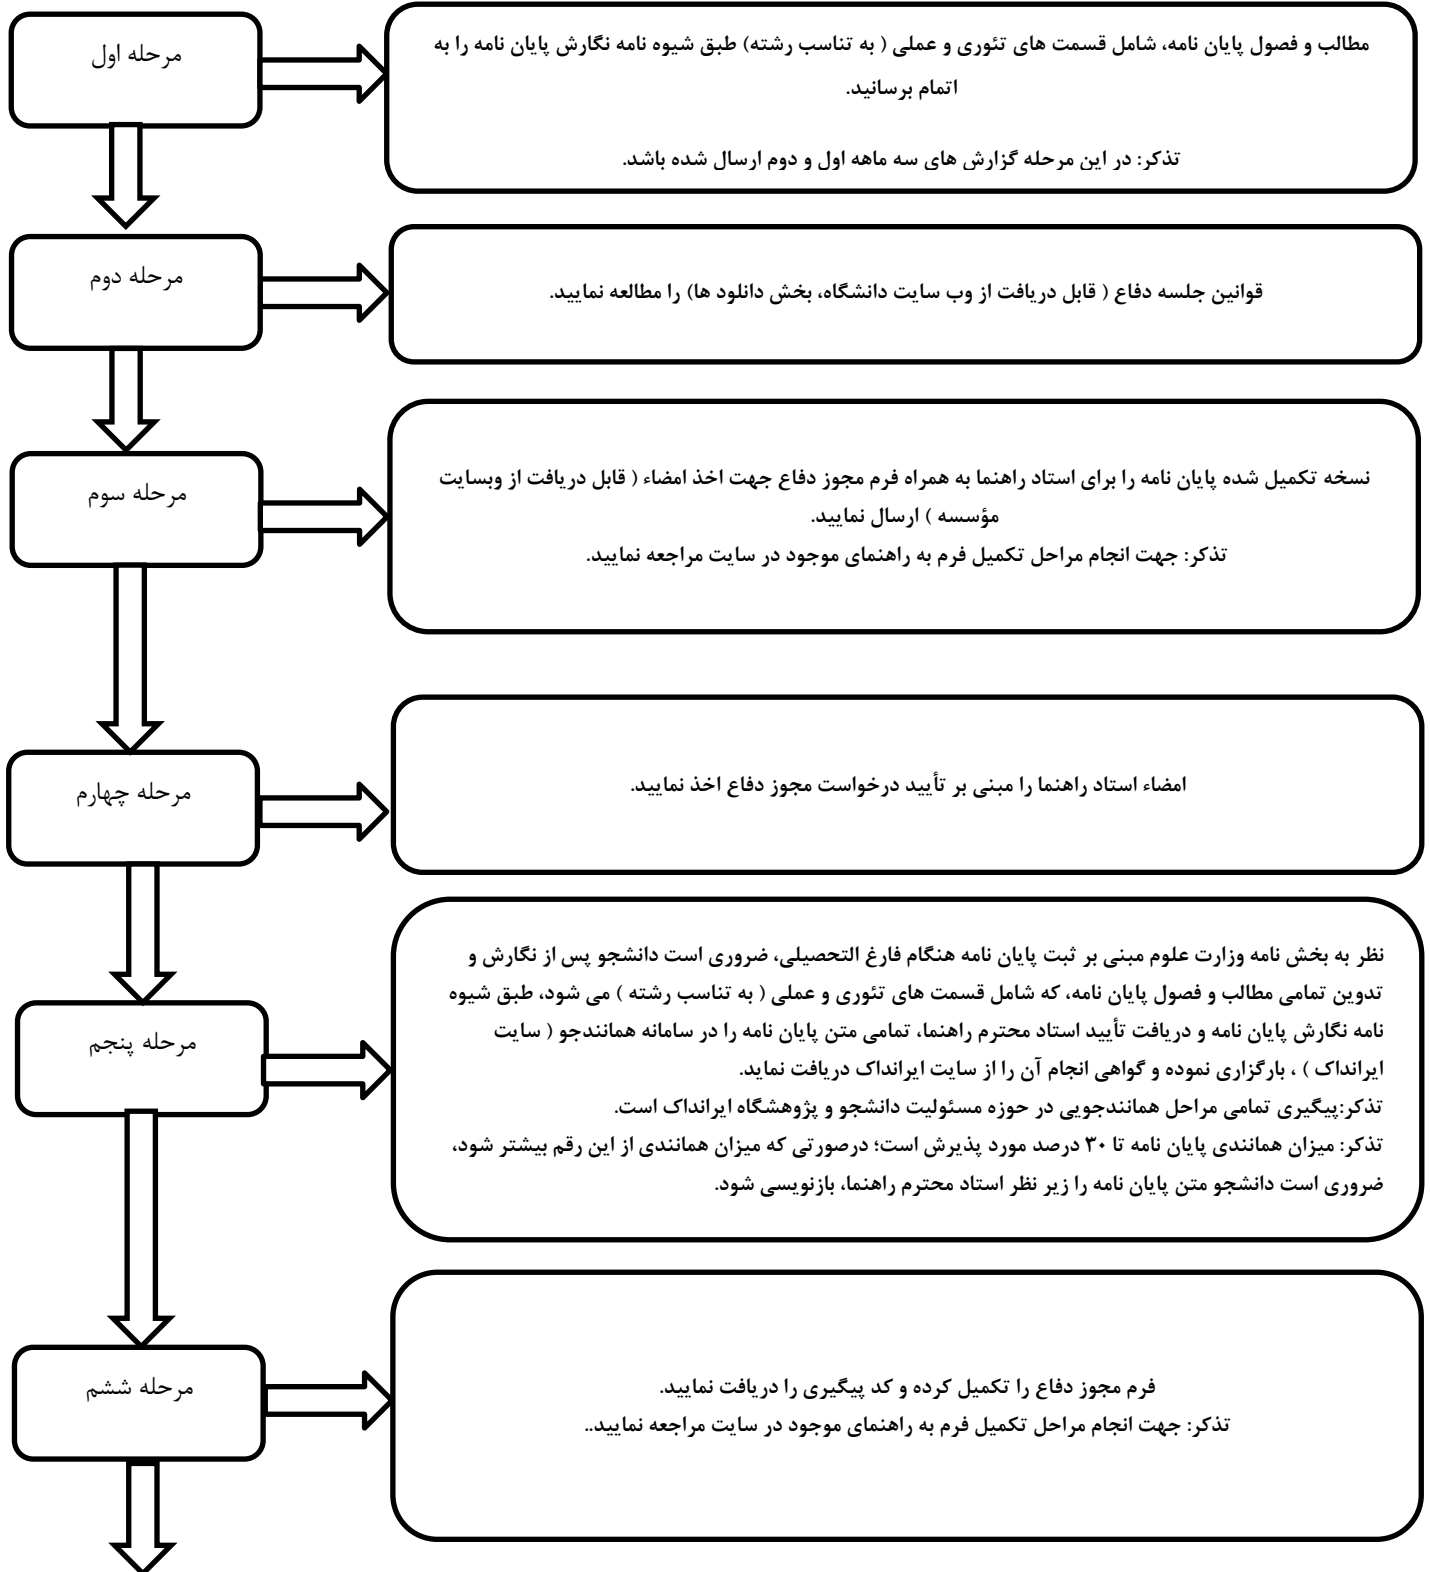 مرحله اول
مطالب و فصول پایان نامه، شامل قسمت های تئوری و عملی ( به تناسب رشته) طبق شیوه نامه نگارش پایان نامه را به
اتمام برسانید.
تذکر: در این مرحله گزارش های سه ماهه اول و دوم ارسال شده باشد.
مرحله دوم
قوانین جلسه دفاع ( قابل دریافت از وب سایت دانشگاه، بخش دانلود ها) را مطالعه نمایید.
مرحله سوم
نسخه تکمیل شده پایان نامه را برای استاد راهنما به همراه فرم مجوز دفاع جهت اخذ امضاء ( قابل دریافت از وبسایت
مؤسسه ) ارسال نمایید.
تذکر: جهت انجام مراحل تکمیل فرم به راهنمای موجود در سایت مراجعه نمایید.
مرحله چهارم
امضاء استاد راهنما را مبنی بر تأیید درخواست مجوز دفاع اخذ نمایید.
مرحله پنجم
نظر به بخش نامه وزارت علوم مبنی بر ثبت پایان نامه هنگام فارغ التحصیلی، ضروری است دانشجو پس از نگارش و
تدوین تمامی مطالب و فصول پایان نامه، که شامل قسمت های تئوری و عملی ( به تناسب رشته ) می شود، طبق شیوه
نامه نگارش پایان نامه و دریافت تأیید استاد محترم راهنما، تمامی متن پایان نامه را در سامانه همانندجو ( سایت
ایرانداک ) ، بارگزاری نموده و گواهی انجام آن را از سایت ایرانداک دریافت نماید.
تذکر:پیگیری تمامی مراحل همانندجویی در حوزه مسئولیت دانشجو و پژوهشگاه ایرانداک است.
تذکر: میزان همانندی پایان نامه تا ۳۰ درصد مورد پذیرش است؛ درصورتی که میزان همانندی از این رقم بیشتر شود،
ضروری است دانشجو متن پایان نامه را زیر نظر استاد محترم راهنما، بازنویسی شود.
مرحله ششم
فرم مجوز دفاع را تکمیل کرده و کد پیگیری را دریافت نمایید.
تذکر: جهت انجام مراحل تکمیل فرم به راهنمای موجود در سایت مراجعه نمایید..